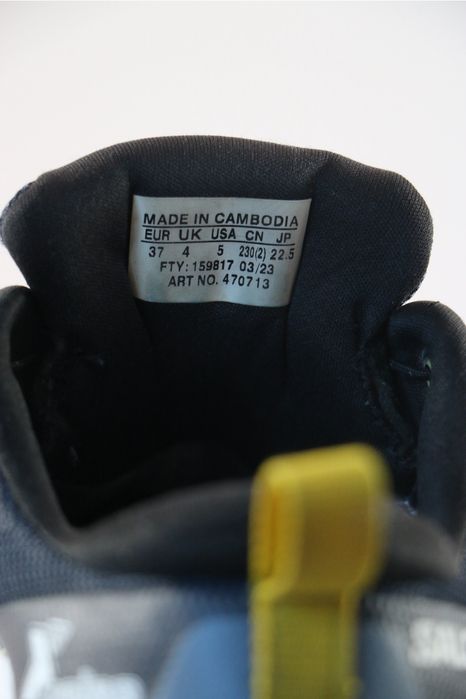 MADE IN CAMBODIA
EUR UK USA CN JP
37 4 5 230(2) 22.5
FTY: 159817 03/23
ART NO. 470713